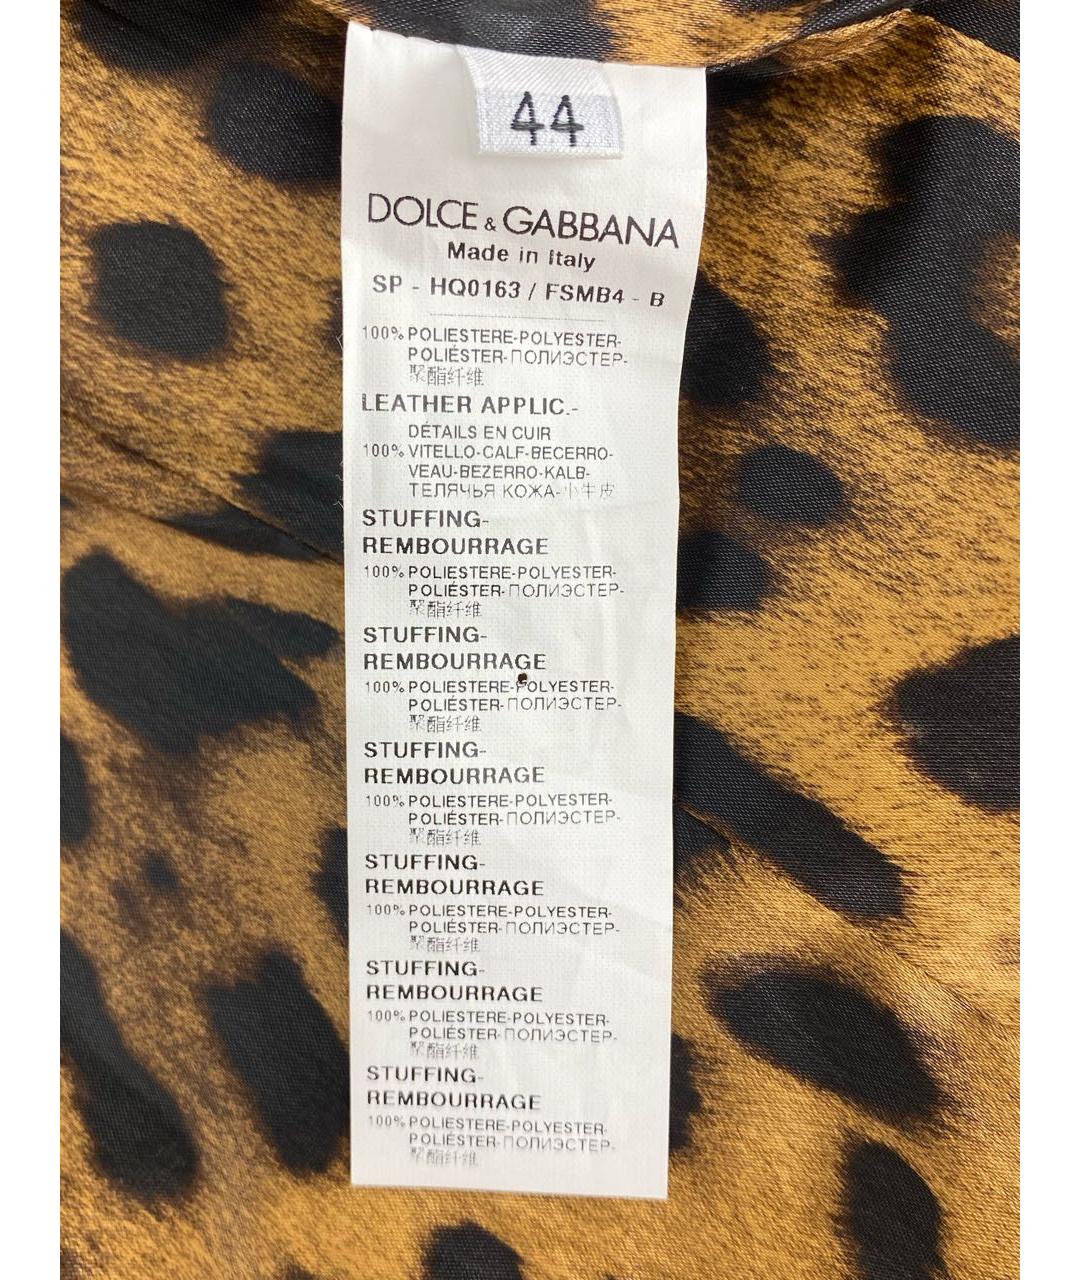 44
DOLCE & GABBANA
Made in Italy
SP - HQ0163 / FSMB4 - B
100% POLIESTERE-POLYESTER-
POLIÉSTER-ПОЛИЭСТЕР-
聚酯纤维
LEATHER APPLIC.-
DÉTAILS EN CUIR
100% VITELLO-CALF-BECERRO-
VEAU-BEZERRO-KALB-
ТЕЛЯЧЬЯ КОЖА-小牛皮
STUFFING-
REMBOURRAGE
100% POLIESTERE-POLYESTER-
POLIÉSTER-ПОЛИЭСТЕР-
聚酯纤维
STUFFING-
REMBOURRAGE
100% POLIESTERE-POLYESTER-
POLIÉSTER-ПОЛИЭСТЕР-
聚酯纤维
STUFFING-
REMBOURRAGE
100% POLIESTERE-POLYESTER-
POLIÉSTER-ПОЛИЭСТЕР-
聚酯纤维
STUFFING-
REMBOURRAGE
100% POLIESTERE-POLYESTER-
POLIÉSTER-ПОЛИЭСТЕР-
聚酯纤维
STUFFING-
REMBOURRAGE
100% POLIESTERE-POLYESTER-
POLIÉSTER-ПОЛИЭСТЕР-
聚酯纤维
STUFFING-
REMBOURRAGE
100% POLIESTERE-POLYESTER-
POLIÉSTER-ПОЛИЭСТЕР-
聚酯纤维